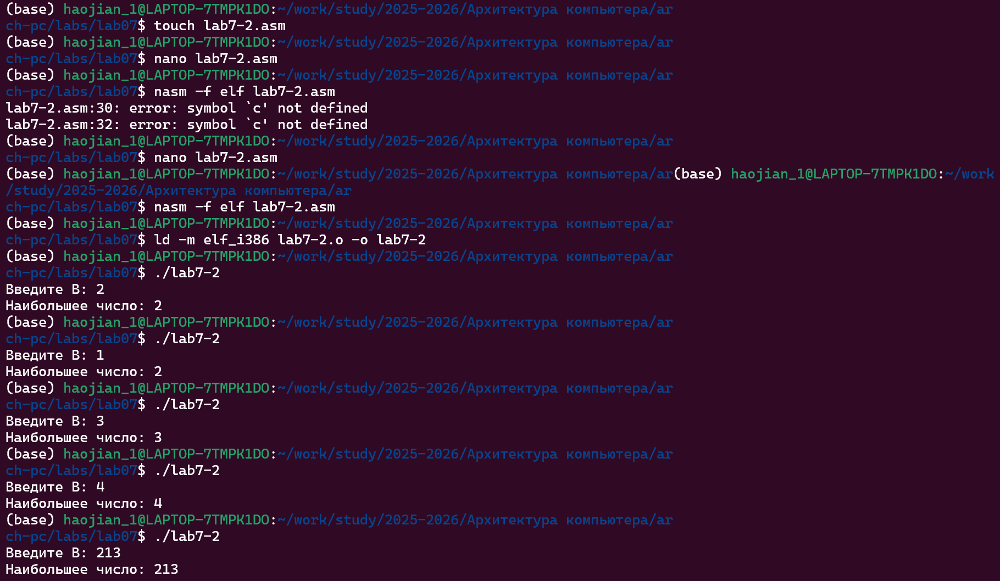 (base) haojian_1@LAPTOP-7TMPK1DO:~/work/study/2025-2026/Архитектура компьютера/ar
ch-pc/labs/lab07$ touch lab7-2.asm
(base) haojian_1@LAPTOP-7TMPK1DO:~/work/study/2025-2026/Архитектура компьютера/ar
ch-pc/labs/lab07$ nano lab7-2.asm
(base) haojian_1@LAPTOP-7TMPK1DO:~/work/study/2025-2026/Архитектура компьютера/ar
ch-pc/labs/lab07$ nasm -f elf lab7-2.asm
lab7-2.asm:30: error: symbol `c' not defined
lab7-2.asm:32: error: symbol `c' not defined
(base) haojian_1@LAPTOP-7TMPK1DO:~/work/study/2025-2026/Архитектура компьютера/ar
ch-pc/labs/lab07$ nano lab7-2.asm
(base) haojian_1@LAPTOP-7TMPK1DO:~/work/study/2025-2026/Архитектура компьютера/ar(base) haojian_1@LAPTOP-7TMPK1DO:~/work
/study/2025-2026/Архитектура компьютера/ar
ch-pc/labs/lab07$ nasm -f elf lab7-2.asm
(base) haojian_1@LAPTOP-7TMPK1DO:~/work/study/2025-2026/Архитектура компьютера/ar
ch-pc/labs/lab07$ ld -m elf_i386 lab7-2.o -o lab7-2
(base) haojian_1@LAPTOP-7TMPK1DO:~/work/study/2025-2026/Архитектура компьютера/ar
ch-pc/labs/lab07$ ./lab7-2
Введите В: 2
Наибольшее число: 2
(base) haojian_1@LAPTOP-7TMPK1DO:~/work/study/2025-2026/Архитектура компьютера/ar
ch-pc/labs/lab07$ ./lab7-2
Введите В: 1
Наибольшее число: 2
(base) haojian_1@LAPTOP-7TMPK1DO:~/work/study/2025-2026/Архитектура компьютера/ar
ch-pc/labs/lab07$ ./lab7-2
Введите В: 3
Наибольшее число: 3
(base) haojian_1@LAPTOP-7TMPK1DO:~/work/study/2025-2026/Архитектура компьютера/ar
ch-pc/labs/lab07$ ./lab7-2
Введите В: 4
Наибольшее число: 4
(base) haojian_1@LAPTOP-7TMPK1DO:~/work/study/2025-2026/Архитектура компьютера/ar
ch-pc/labs/lab07$ ./lab7-2
Введите В: 213
Наибольшее число: 213